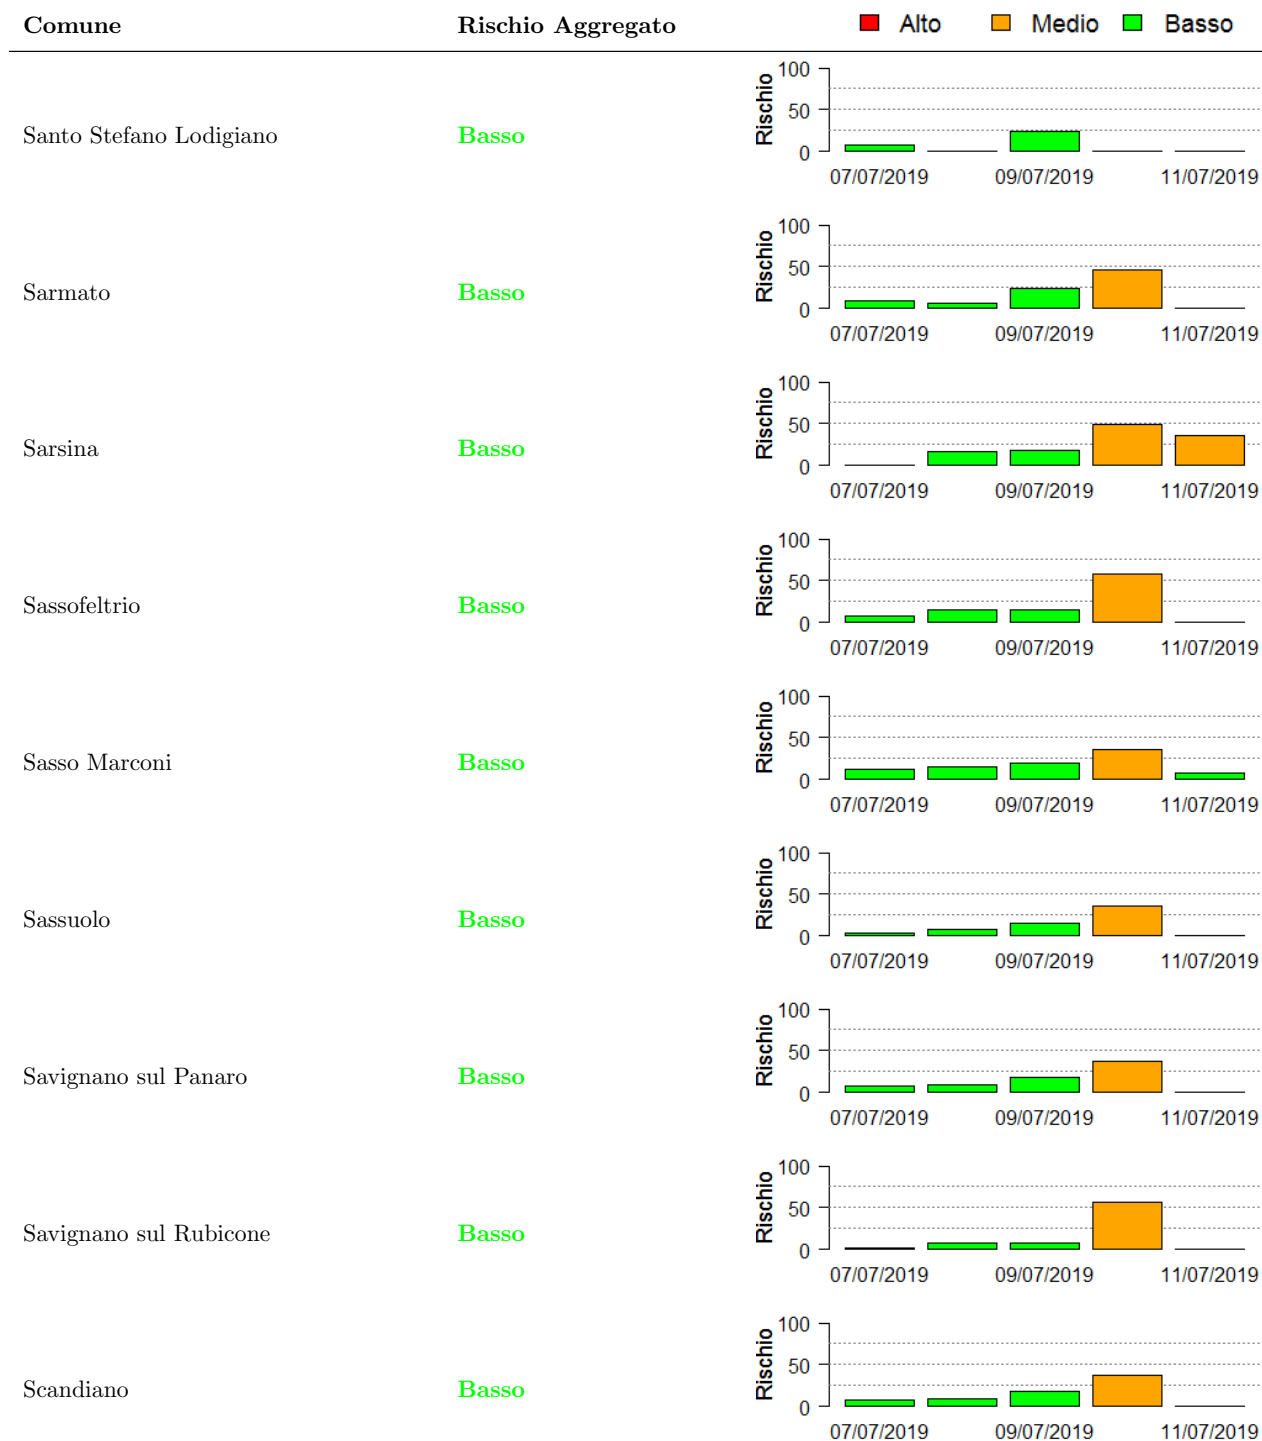 Comune Rischio Aggregato Alto Medio Basso
Santo Stefano Lodigiano Basso
Rischio
100
50
0
07/07/2019 09/07/2019 11/07/2019
Sarmato Basso
Rischio
100
50
0
07/07/2019 09/07/2019 11/07/2019
Sarsina Basso
Rischio
100
50
0
07/07/2019 09/07/2019 11/07/2019
Sassofeltrio Basso
Rischio
100
50
0
07/07/2019 09/07/2019 11/07/2019
Sasso Marconi Basso
Rischio
100
50
0
07/07/2019 09/07/2019 11/07/2019
Sassuolo Basso
Rischio
100
50
0
07/07/2019 09/07/2019 11/07/2019
Savignano sul Panaro Basso
Rischio
100
50
0
07/07/2019 09/07/2019 11/07/2019
Savignano sul Rubicone Basso
Rischio
100
50
0
07/07/2019 09/07/2019 11/07/2019
Scandiano Basso
Rischio
100
50
0
07/07/2019 09/07/2019 11/07/2019